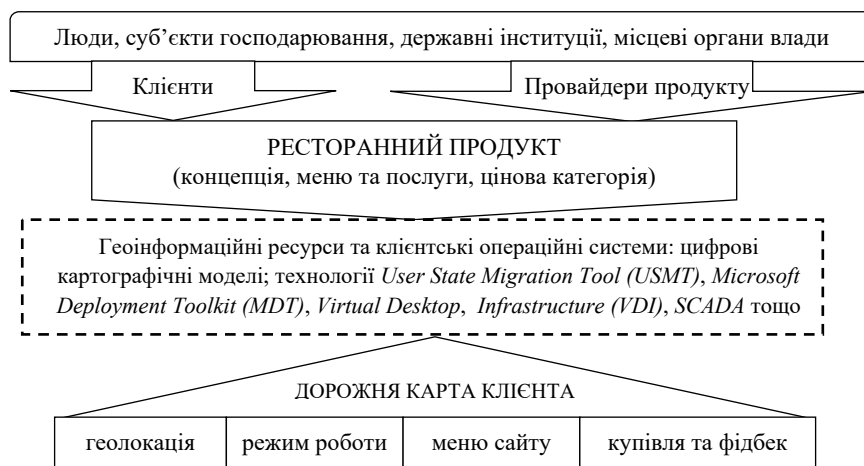 Люди, суб’єкти господарювання, державні інституції, місцеві органи влади
Клієнти
Провайдери продукту
РЕСТОРАННИЙ ПРОДУКТ
(концепція, меню та послуги, цінова категорія)
Геоінформаційні ресурси та клієнтські операційні системи: цифрові
картографічні моделі; технології User State Migration Tool (USMT), Microsoft
Deployment Toolkit (MDT), Virtual Desktop, Infrastructure (VDI), SCADA тощо
ДОРОЖНЯ КАРТА КЛІЄНТА
геолокація
режим роботи
меню сайту
купівля та фідбек